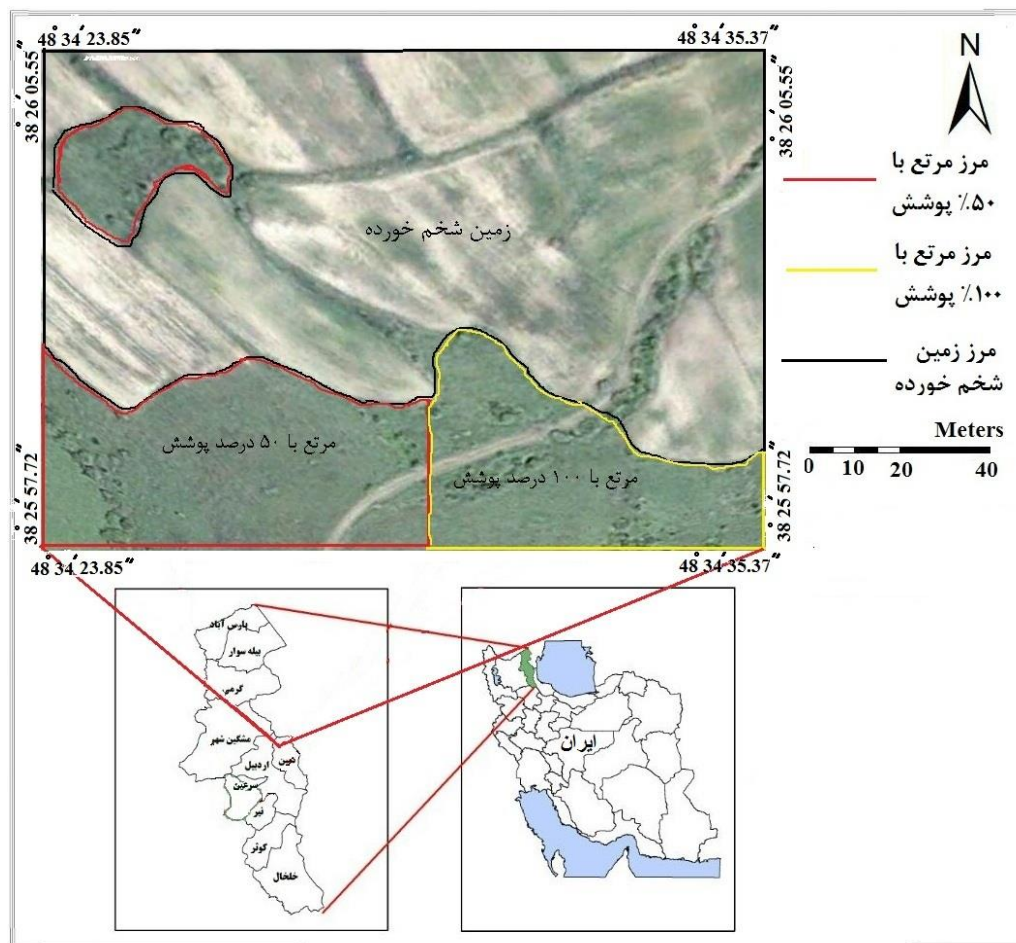 48 34 23.85"
48 34 35.37"
38 26 05.55"
38 26 05.55"
N
مرز مرتع با
۵۰٪ پوشش
مرز مرتع با
۱۰۰٪ پوشش
مرز زمین
شخم خورده
زمین شخم خورده
مرتع با ۵۰ درصد پوشش
مرتع با ۱۰۰ درصد پوشش
Meters
0 10 20 40
38 25 57.72"
38 25 57.72"
48° 34′ 23.85"
48° 34′ 35.37"
پارس آباد
بیله سوار
گرمی
مشگین شهر
اردبیل
سرعین
نیر
کوثر
خلخال
ایران